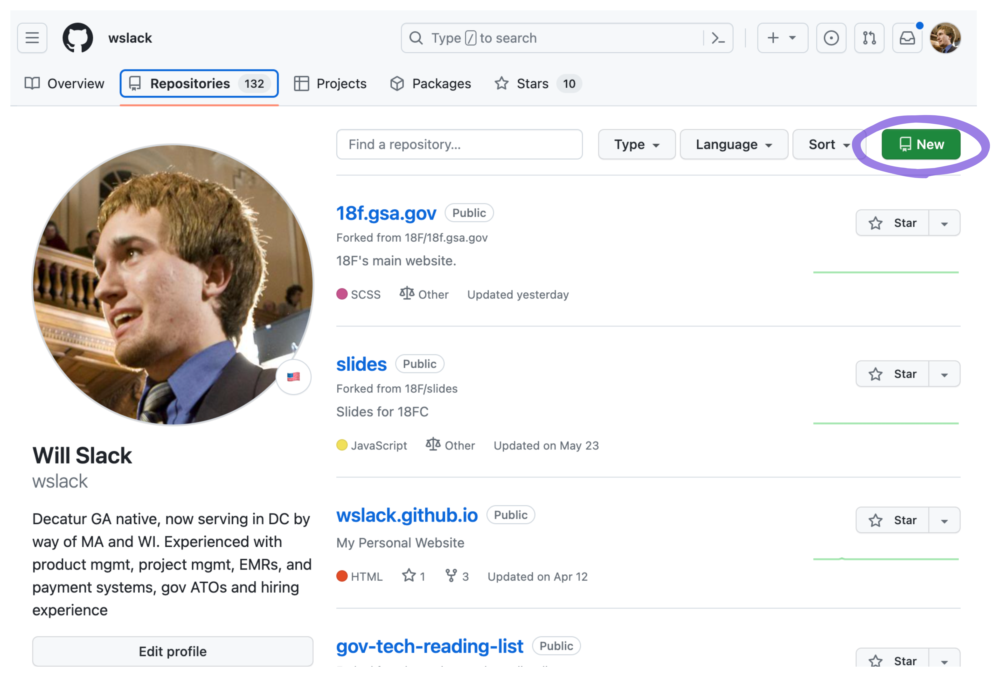 wslack
Type / to search
Overview
Repositories 132
Projects
Packages
Stars 10
Find a repository...
Type
Language
Sort
New
18f.gsa.gov Public
Star
Forked from 18F/18f.gsa.gov
18F's main website.
SCSS Other Updated yesterday
slides Public
Star
Forked from 18F/slides
Slides for 18FC
JavaScript Other Updated on May 23
wslack.github.io Public
Star
My Personal Website
HTML 1 3 Updated on Apr 12
gov-tech-reading-list Public
Star
Will Slack
wslack
Decatur GA native, now serving in DC by
way of MA and WI. Experienced with
product mgmt, project mgmt, EMRs, and
payment systems, gov ATOs and hiring
experience
Edit profile